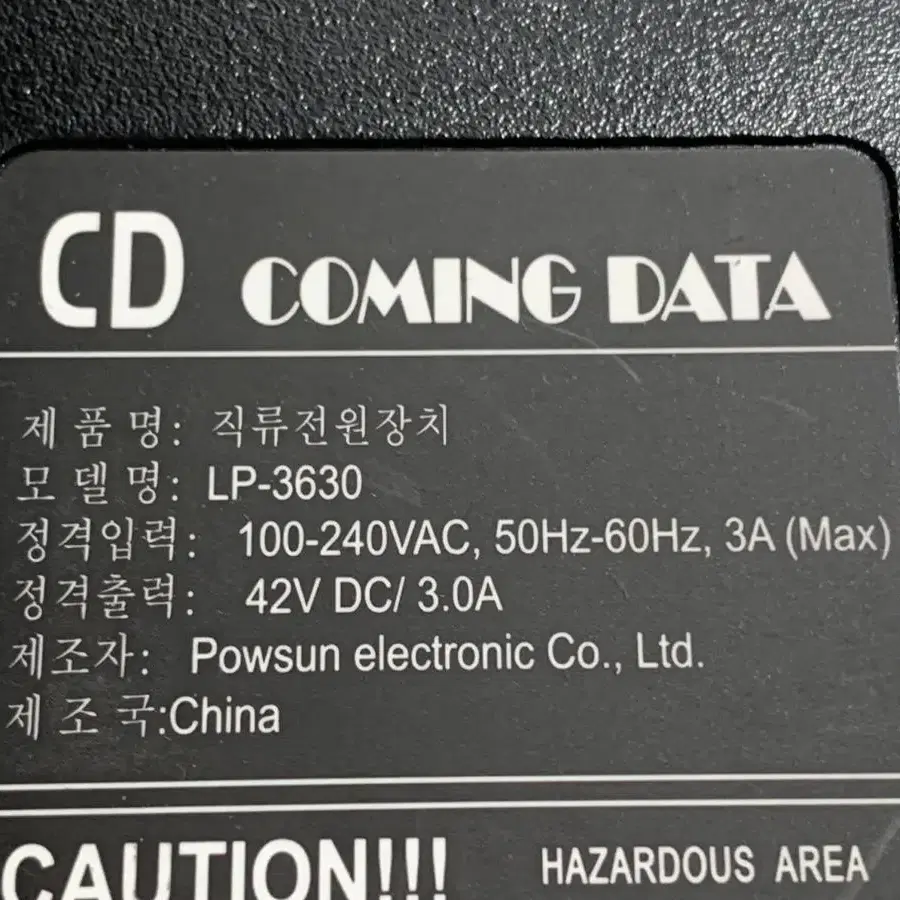 CD COMING DATA
제 품 명: 직류전원장치
모 델 명: LP-3630
정격입력: 100-240VAC, 50Hz-60Hz, 3A (Max)
정격출력: 42V DC/ 3.0A
제조자: Powsun electronic Co., Ltd.
제 조 국:China
CAUTION!!! HAZARDOUS AREA